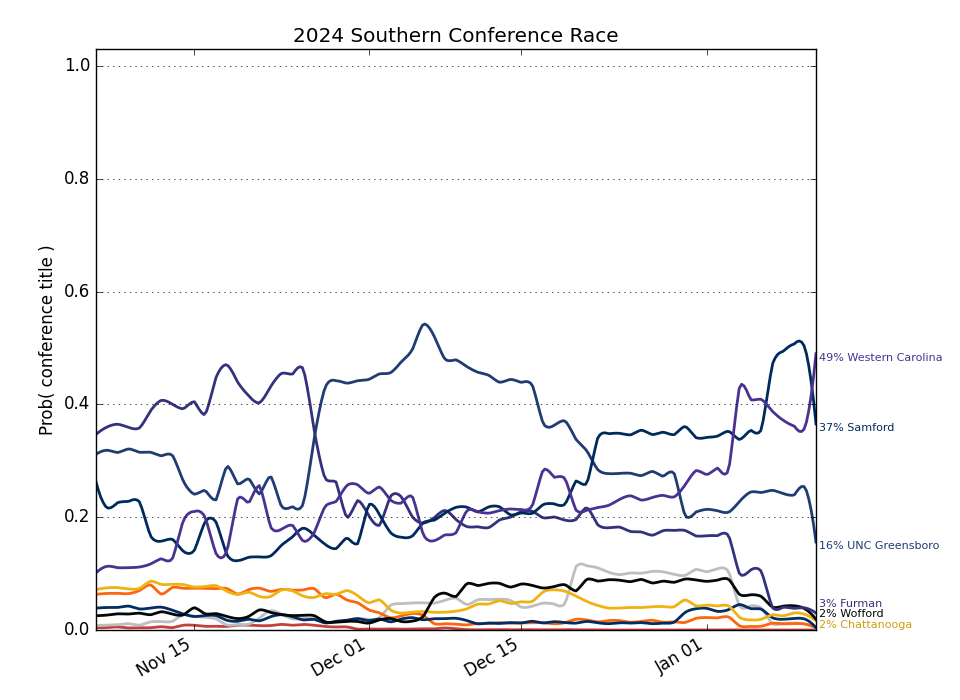 2024 Southern Conference Race
Prob( conference title )
1.0
0.8
0.6
0.4
0.2
0.0
Nov 15
Dec 01
Dec 15
Jan 01
49% Western Carolina
37% Samford
16% UNC Greensboro
3% Furman
2% Wofford
2% Chattanooga